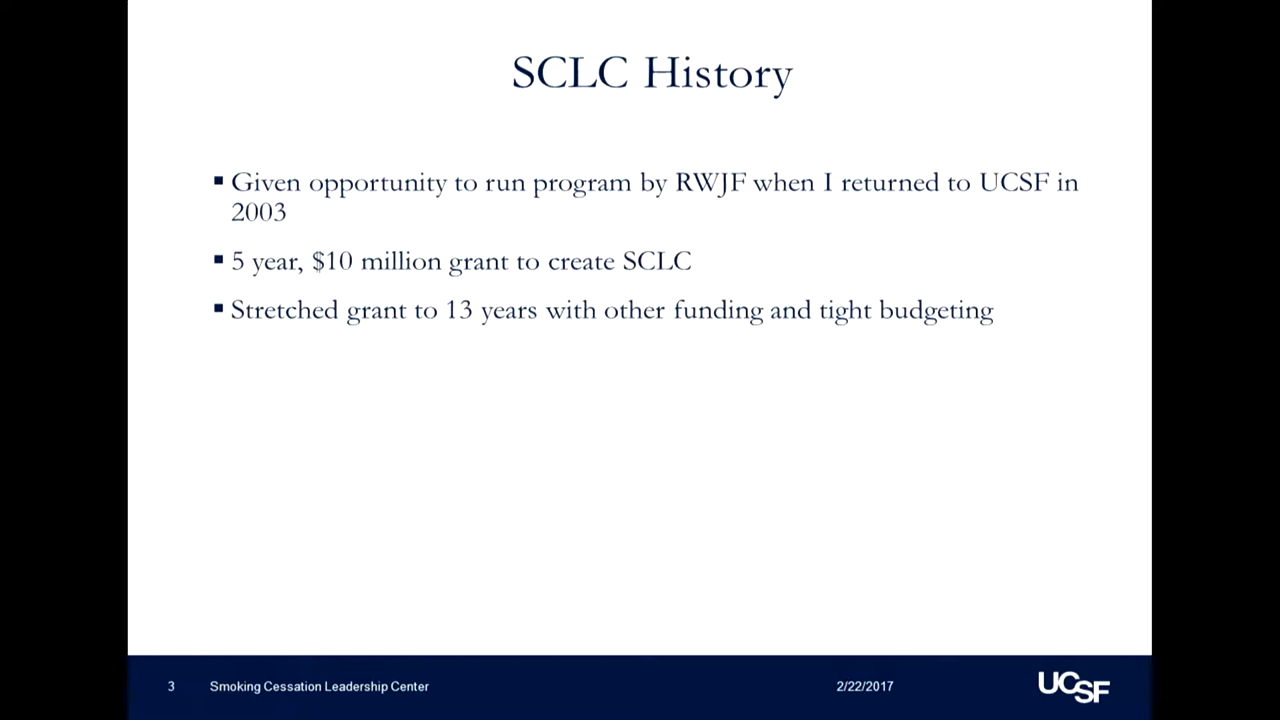 SCLC History
▪ Given opportunity to run program by RWJF when I returned to UCSF in
2003
▪ 5 year, $10 million grant to create SCLC
▪ Stretched grant to 13 years with other funding and tight budgeting
3 Smoking Cessation Leadership Center 2/22/2017 UCSF